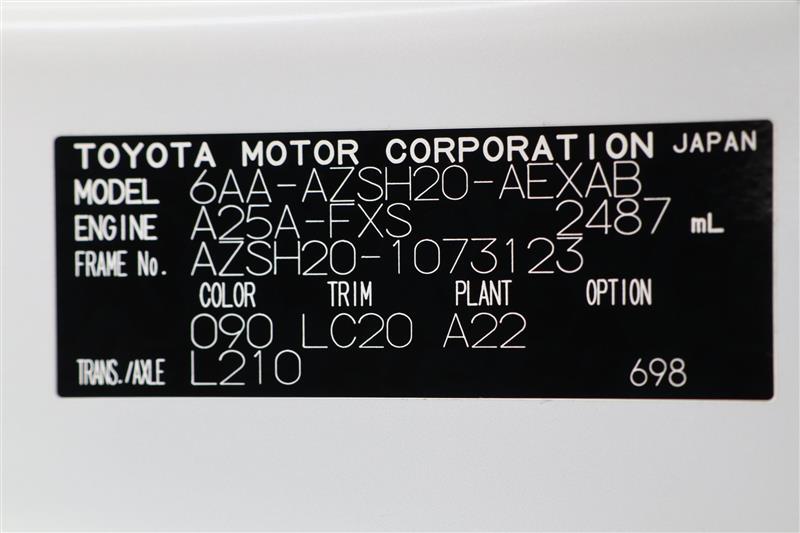 TOYOTA MOTOR CORPORATION JAPAN
MODEL 6AA-AZSH20-AEXAB
ENGINE A25A-FXS 2487 mL
FRAME No. AZSH20-1073123
COLOR TRIM PLANT OPTION
090 LC20 A22
TRANS./AXLE L210 698